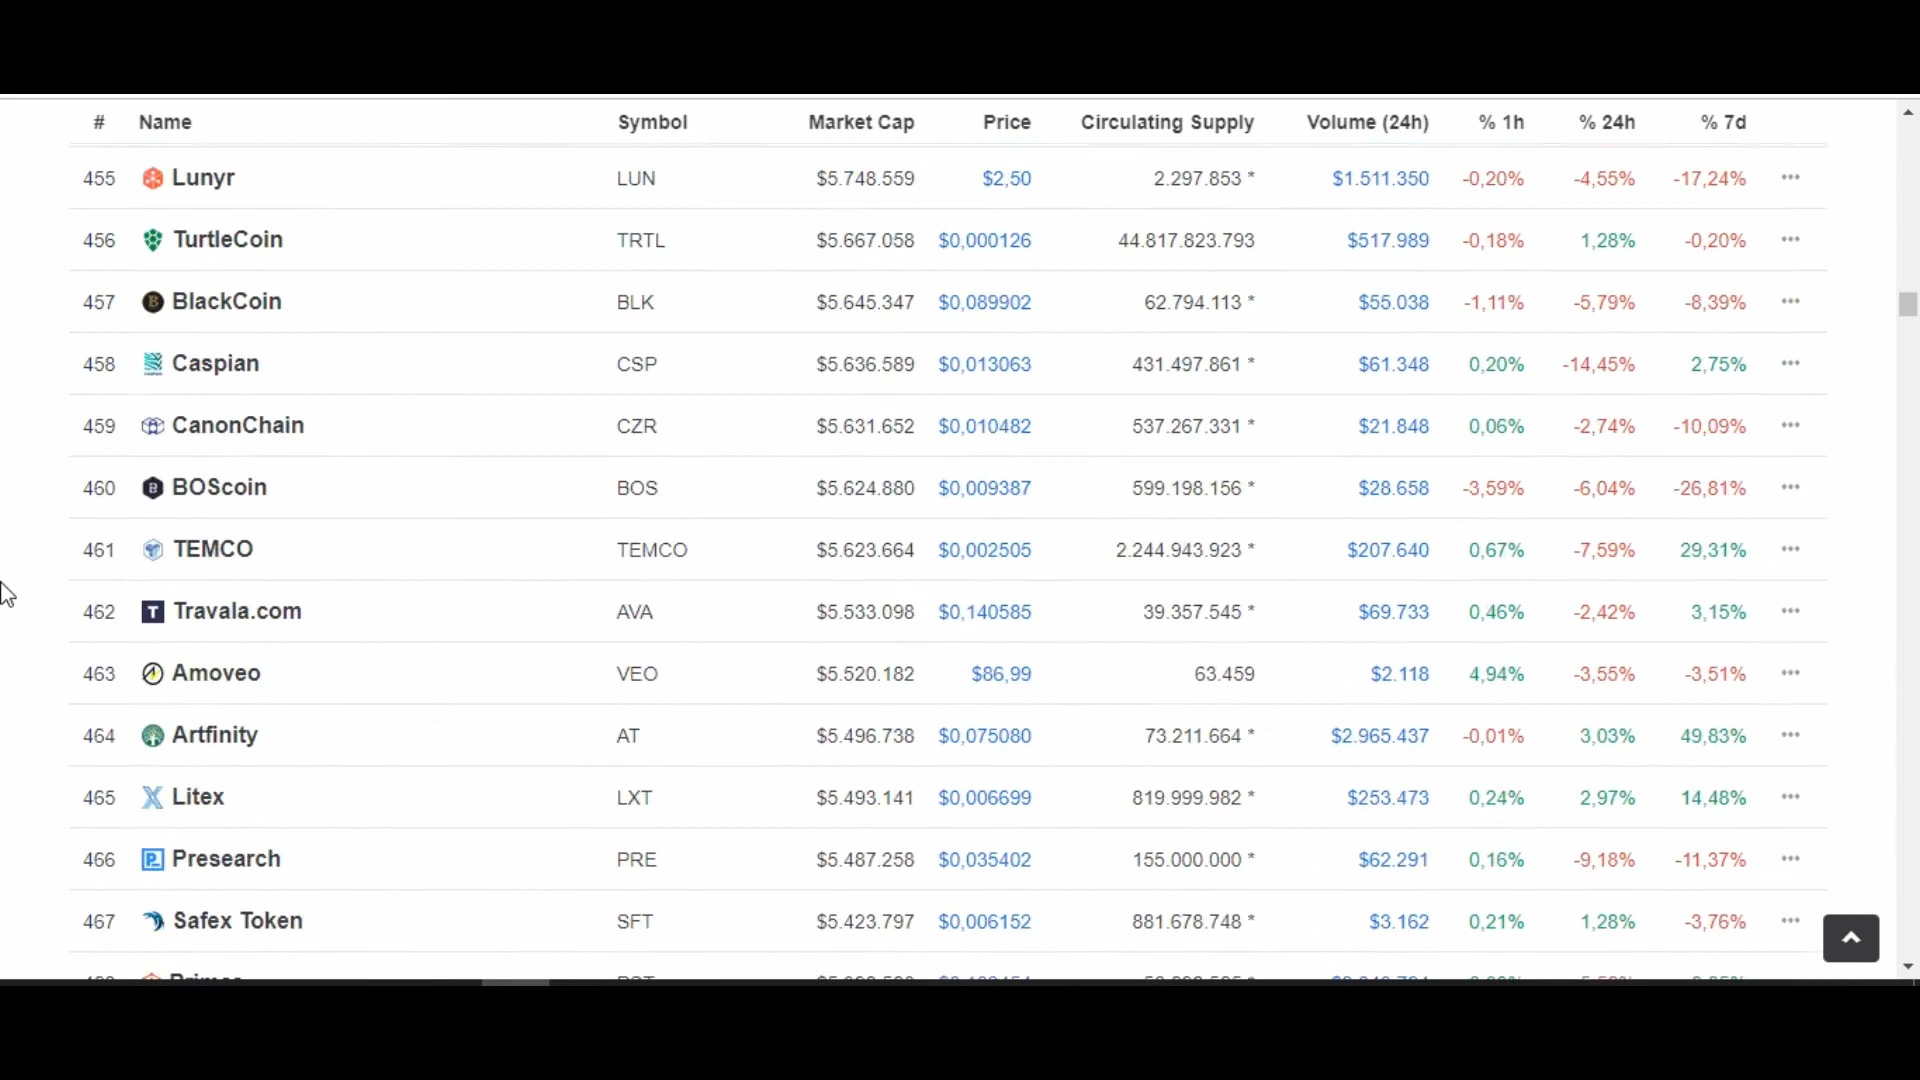 # Name Symbol Market Cap Price Circulating Supply Volume (24h) % 1h % 24h % 7d
455 Lunyr LUN $5.748.559 $2,50 2.297.853 * $1.511.350 -0,20% -4,55% -17,24%
456 TurtleCoin TRTL $5.667.058 $0,000126 44.817.823.793 $517.989 -0,18% 1,28% -0,20%
457 BlackCoin BLK $5.645.347 $0,089902 62.794.113 * $55.038 -1,11% -5,79% -8,39%
458 Caspian CSP $5.636.589 $0,013063 431.497.861 * $61.348 0,20% -14,45% 2,75%
459 CanonChain CZR $5.631.652 $0,010482 537.267.331 * $21.848 0,06% -2,74% -10,09%
460 BOScoin BOS $5.624.880 $0,009387 599.198.156 * $28.658 -3,59% -6,04% -26,81%
461 TEMCO TEMCO $5.623.664 $0,002505 2.244.943.923 * $207.640 0,67% -7,59% 29,31%
462 Travala.com AVA $5.533.098 $0,140585 39.357.545 * $69.733 0,46% -2,42% 3,15%
463 Amoveo VEO $5.520.182 $86,99 63.459 $2.118 4,94% -3,55% -3,51%
464 Artfinity AT $5.496.738 $0,075080 73.211.664 * $2.965.437 -0,01% 3,03% 49,83%
465 Litex LXT $5.493.141 $0,006699 819.999.982 * $253.473 0,24% 2,97% 14,48%
466 Presearch PRE $5.487.258 $0,035402 155.000.000 * $62.291 0,16% -9,18% -11,37%
467 Safex Token SFT $5.423.797 $0,006152 881.678.748 * $3.162 0,21% 1,28% -3,76%